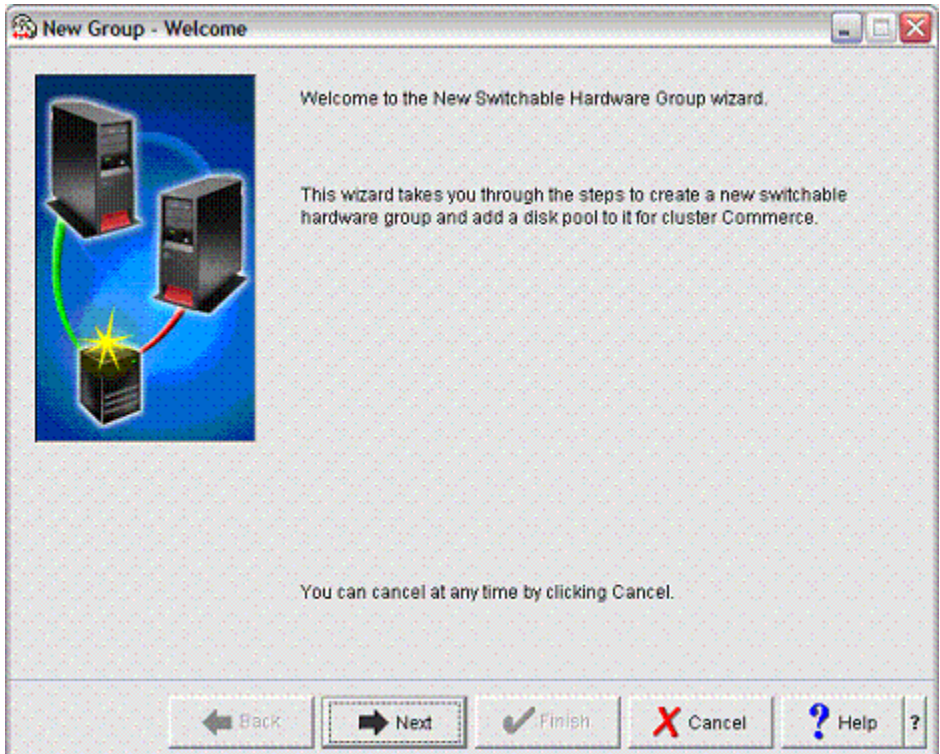 New Group - Welcome
Welcome to the New Switchable Hardware Group wizard.
This wizard takes you through the steps to create a new switchable
hardware group and add a disk pool to it for cluster Commerce.
You can cancel at any time by clicking Cancel.
Back
Next
Finish
Cancel
? Help
?